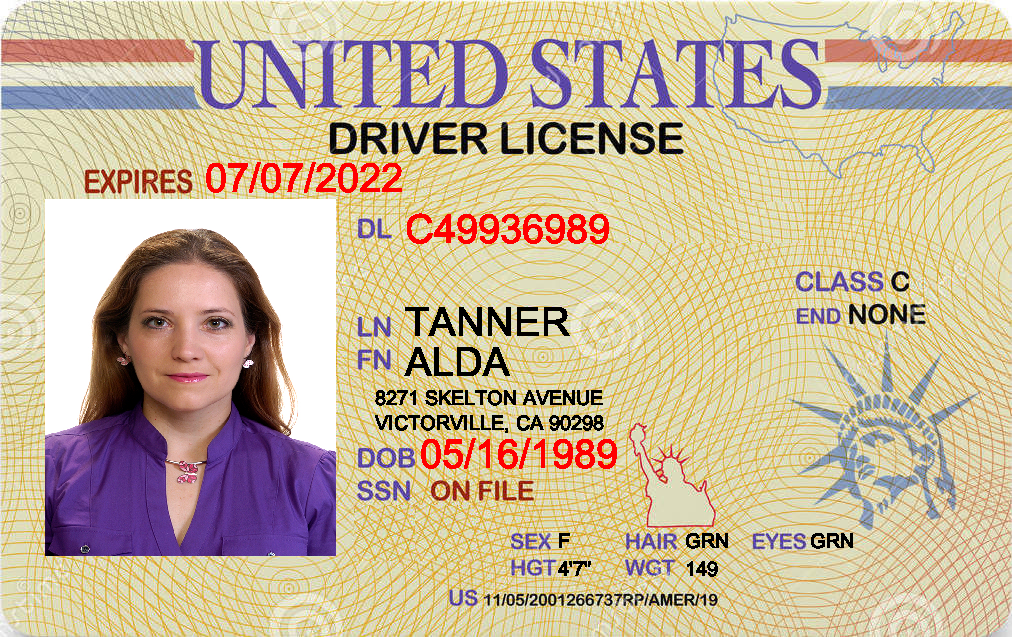 UNITED STATES
DRIVER LICENSE
EXPIRES 07/07/2022
DL C49936989
CLASS C
END NONE
LN TANNER
FN ALDA
8271 SKELTON AVENUE
VICTORVILLE, CA 90298
DOB 05/16/1989
SSN ON FILE
SEX F HAIR GRN EYES GRN
HGT 4'7" WGT 149
US 11/05/2001266737RP/AMER/19